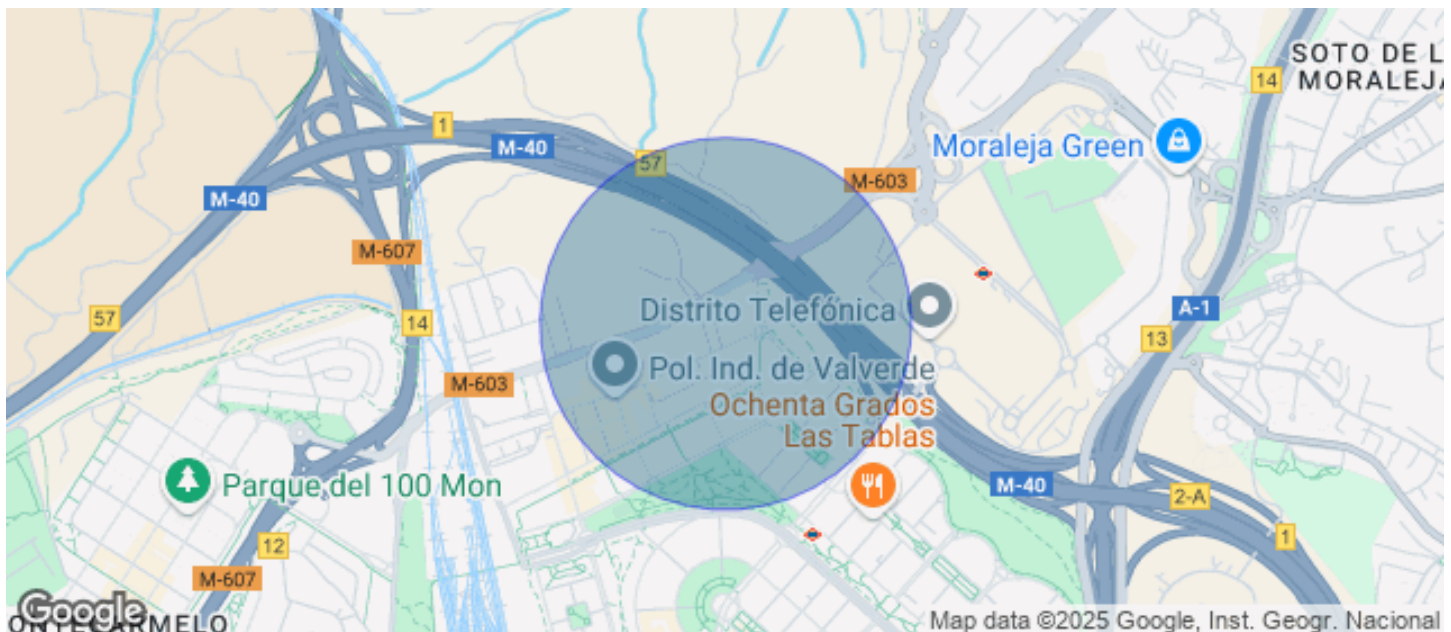 SOTO DE L
MORALEJA
14
1
M-40
57
Moraleja Green
M-603
M-40
M-607
57
14
Distrito Telefónica
A-1
13
Pol. Ind. de Valverde
M-603
Ochenta Grados
Las Tablas
Parque del 100 Mon
M-40
2-A
1
12
M-607
Google
ONTECARMELO
Map data ©2025 Google, Inst. Geogr. Nacional